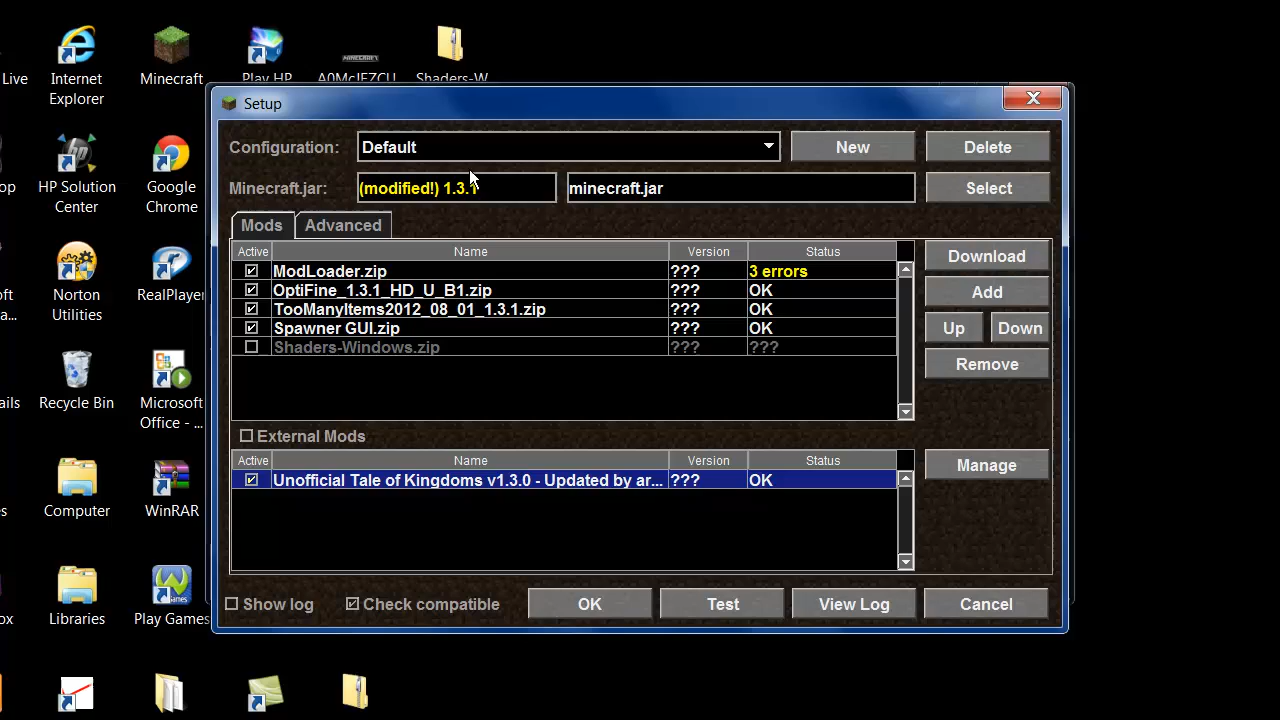 Live
Internet Explorer
Minecraft
Play HP
A0McJFZCU
Shaders-W
Setup
Configuration:
Default
New
Delete
Minecraft.jar:
(modified!) 1.3.1
minecraft.jar
Select
Mods
Advanced
Active Name Version Status
ModLoader.zip ??? 3 errors
OptiFine_1.3.1_HD_U_B1.zip ??? OK
TooManyItems2012_08_01_1.3.1.zip ??? OK
Spawner GUI.zip ??? OK
Shaders-Windows.zip ??? ???
Download
Add
Up
Down
Remove
External Mods
Active Name Version Status
Unofficial Tale of Kingdoms v1.3.0 - Updated by ar... ??? OK
Manage
Show log
Check compatible
OK
Test
View Log
Cancel
op
HP Solution Center
Google Chrome
oft
a...
Norton Utilities
RealPlayer
ails
Recycle Bin
Microsoft Office - ...
es
Computer
WinRAR
ox
Libraries
Play Games